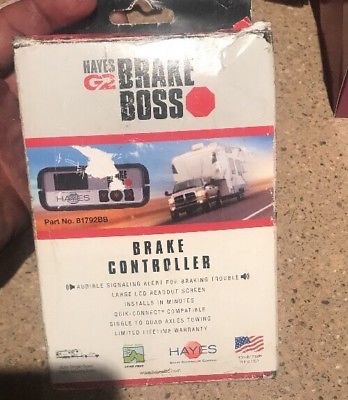 HAYES
G2 BRAKE
BOSS
HAYES
Part No. 81792BB
BRAKE
CONTROLLER
AUDIBLE SIGNALING ALERT FOR BRAKING TROUBLE
LARGE LCD READOUT SCREEN
INSTALLS IN MINUTES
QUIK-CONNECT® COMPATIBLE
SINGLE TO QUAD AXLES TOWING
LIMITED LIFETIME WARRANTY
HAYES